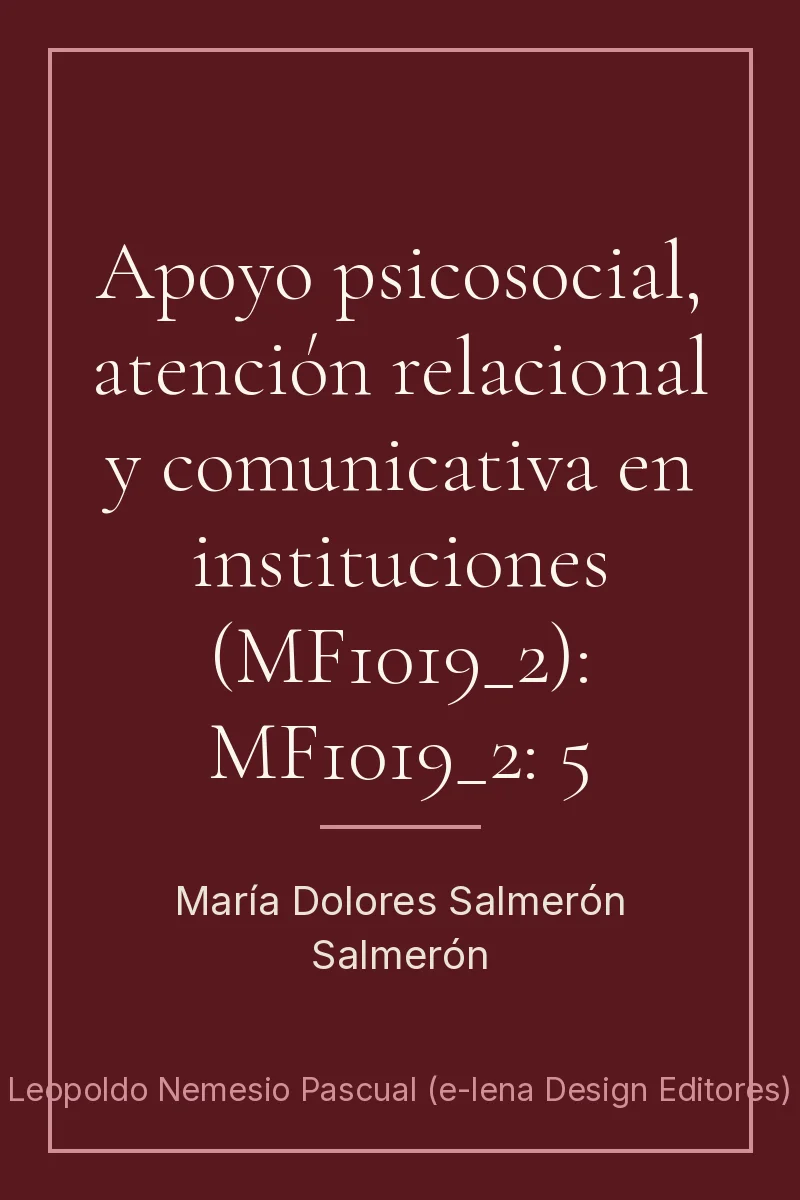 Apoyo psicosocial,
atención relacional
y comunicativa en
instituciones
(MF1019_2):
MF1019_2: 5
María Dolores Salmerón
Salmerón
Leopoldo Nemesio Pascual (e-lena Design Editores)